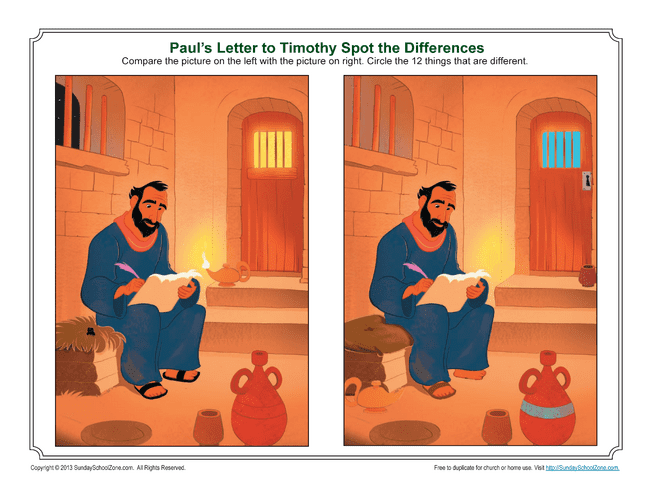 Paul's Letter to Timothy Spot the Differences
Compare the picture on the left with the picture on right. Circle the 12 things that are different.
Copyright © 2013 SundaySchoolZone.com. All Rights Reserved.
Free to duplicate for church or home use. Visit http://SundaySchoolZone.com.